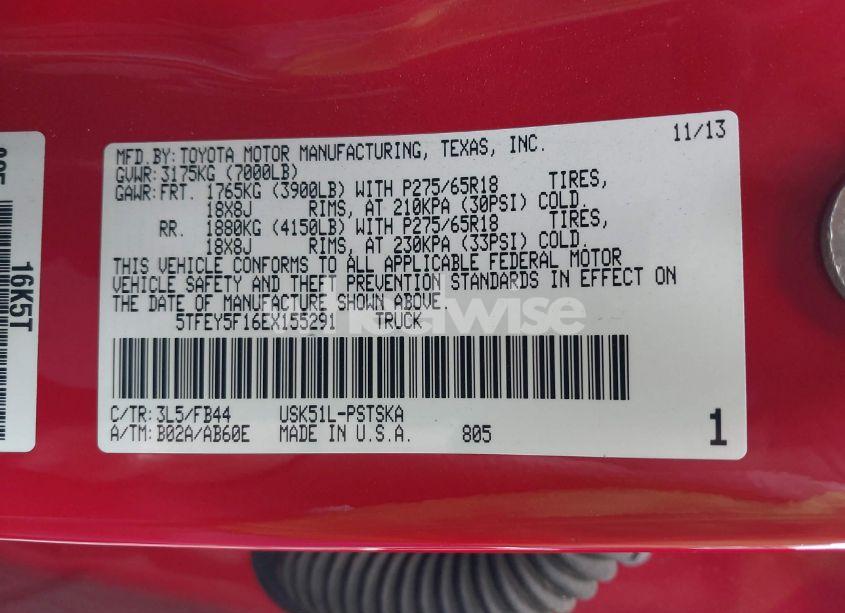 MFD.BY:TOYOTA MOTOR MANUFACTURING, TEXAS, INC. 11/13
GVWR:3175KG (7000LB)
GAWR:FRT. 1765KG (3900LB) WITH P275/65R18 TIRES,
18X8J RIMS, AT 210KPA (30PSI) COLD.
RR. 1880KG (4150LB) WITH P275/65R18 TIRES,
18X8J RIMS, AT 230KPA (33PSI) COLD.
THIS VEHICLE CONFORMS TO ALL APPLICABLE FEDERAL MOTOR
VEHICLE SAFETY AND THEFT PREVENTION STANDARDS IN EFFECT ON
THE DATE OF MANUFACTURE SHOWN ABOVE.
5TFEY5F16EX155291 TRUCK
C/TR:3L5/FB44 USK51L-PSTSKA
A/TM:B02A/AB60E MADE IN U.S.A. 805 1
16K5T